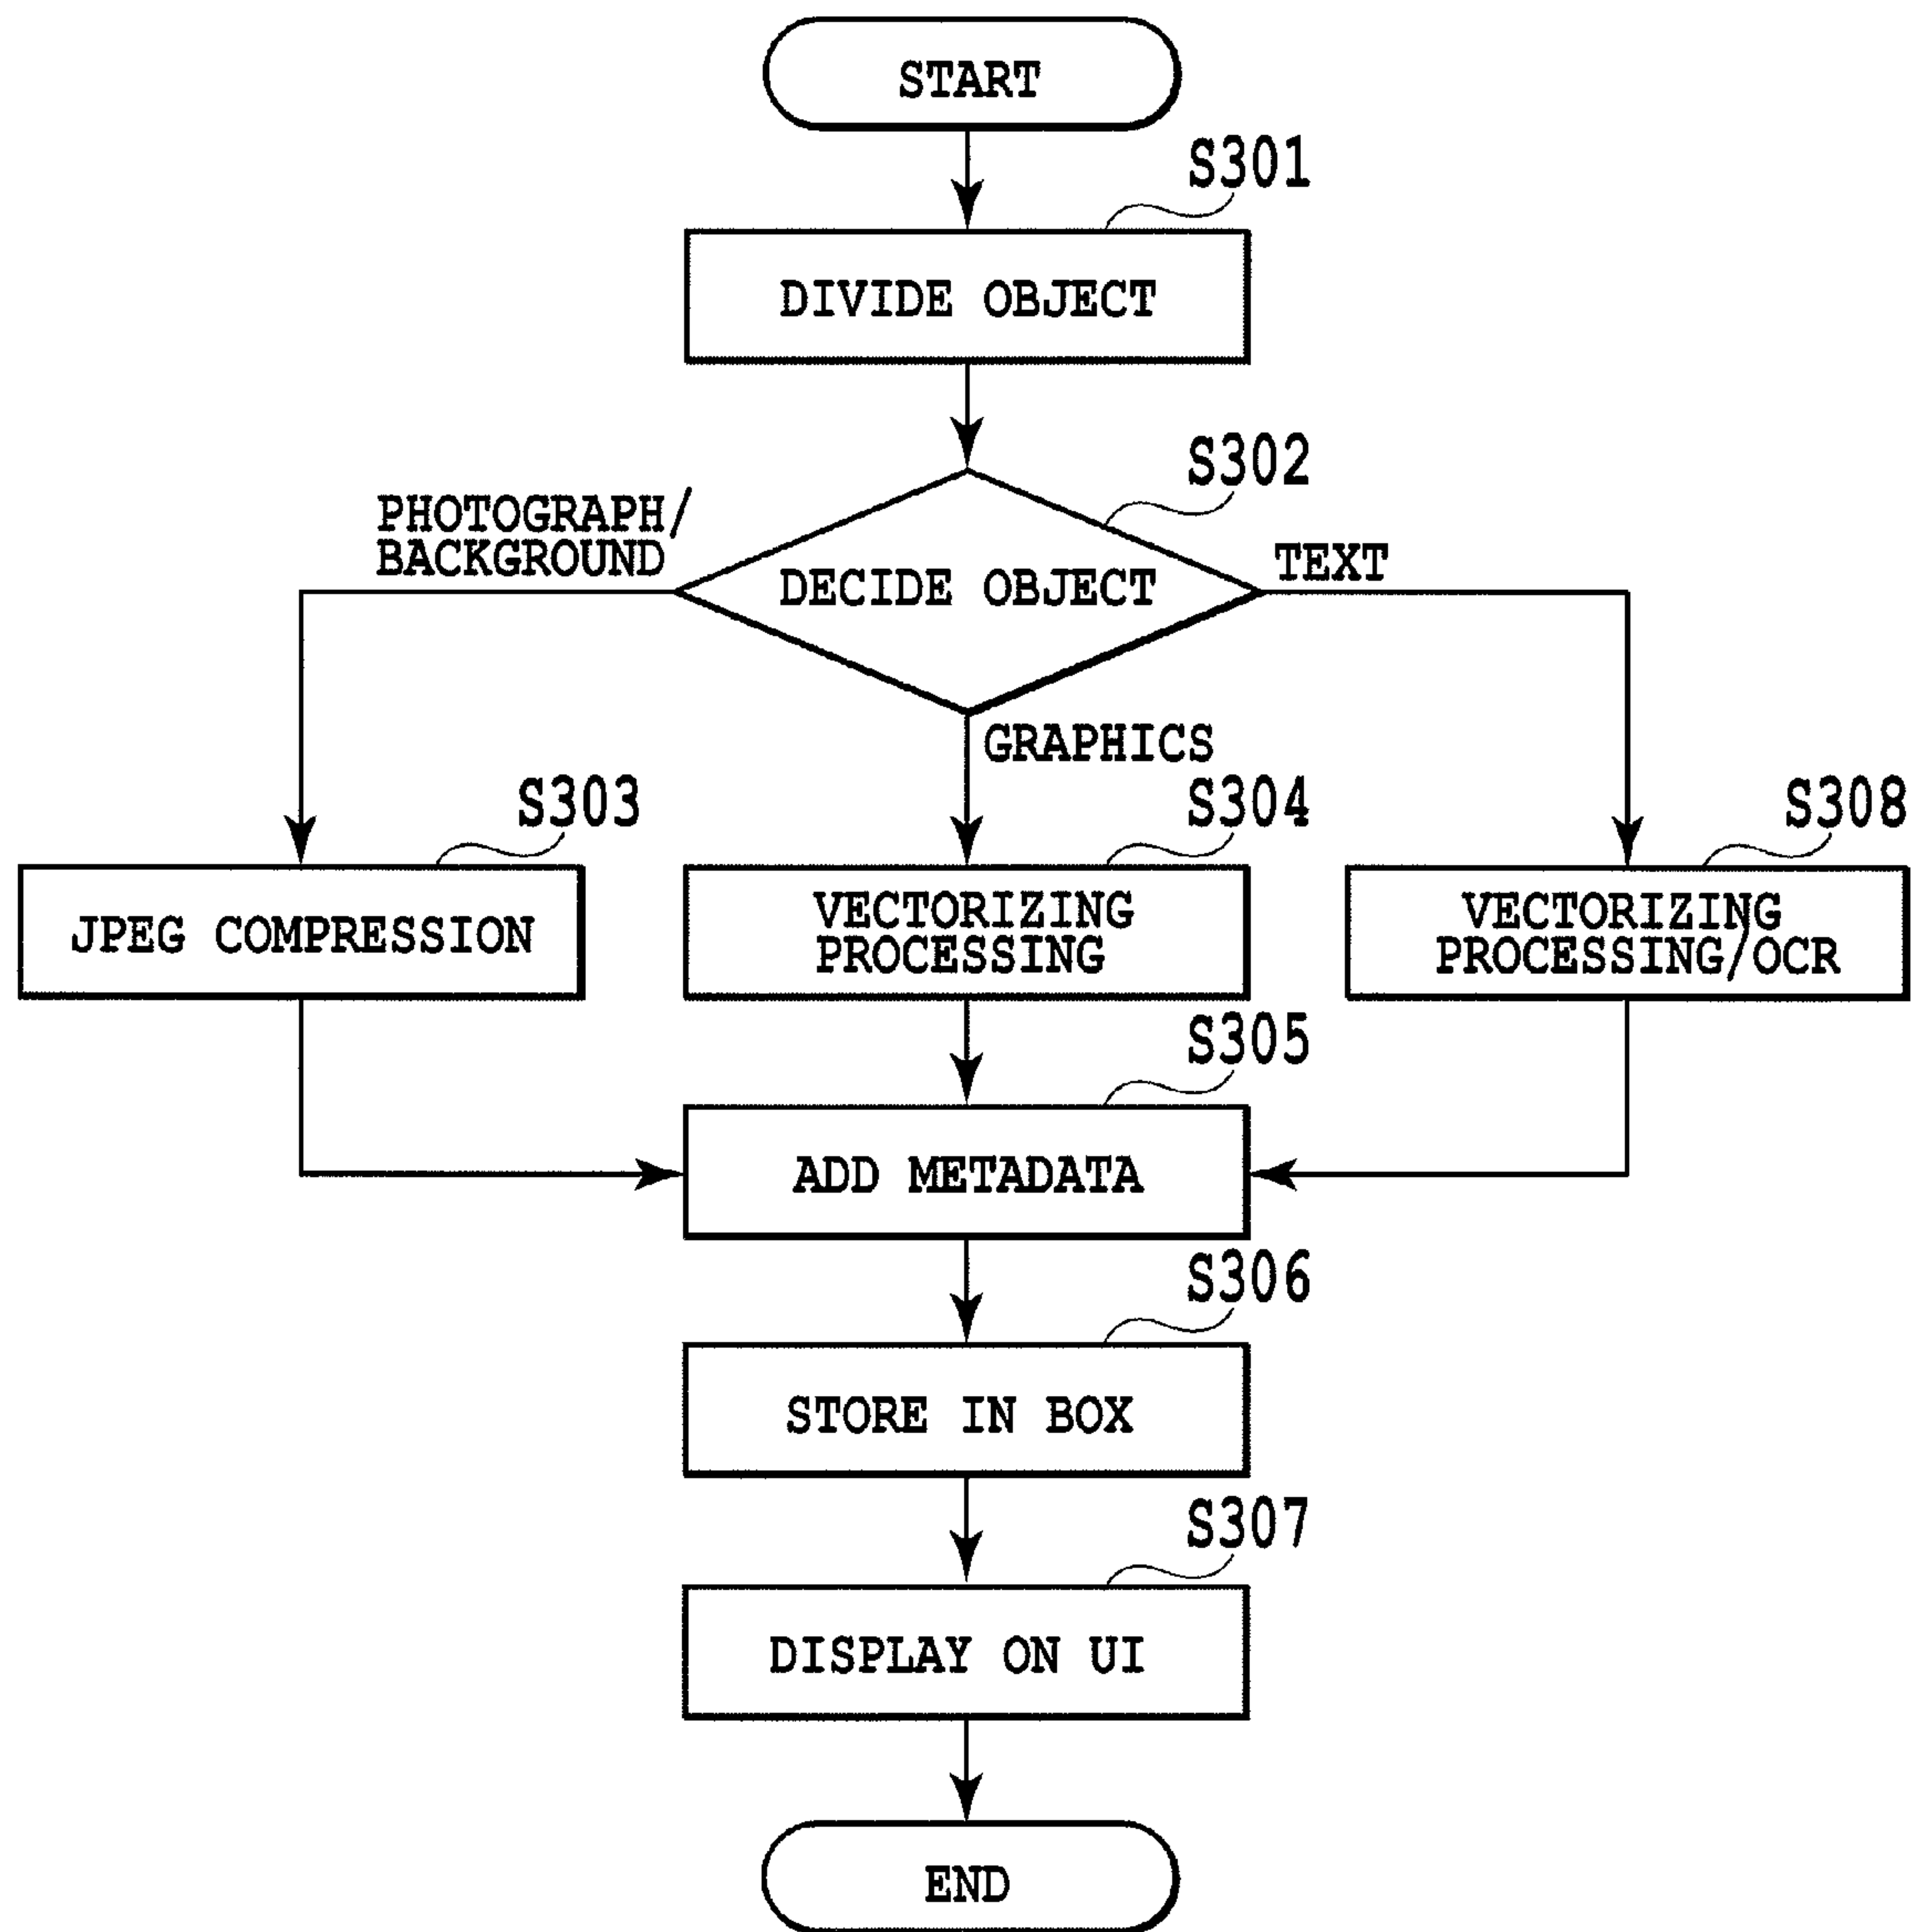 START
S301
DIVIDE OBJECT
S302
PHOTOGRAPH/
BACKGROUND
DECIDE OBJECT
TEXT
GRAPHICS
S303
S304
S308
JPEG COMPRESSION
VECTORIZING
PROCESSING
VECTORIZING
PROCESSING/OCR
S305
ADD METADATA
S306
STORE IN BOX
S307
DISPLAY ON UI
END